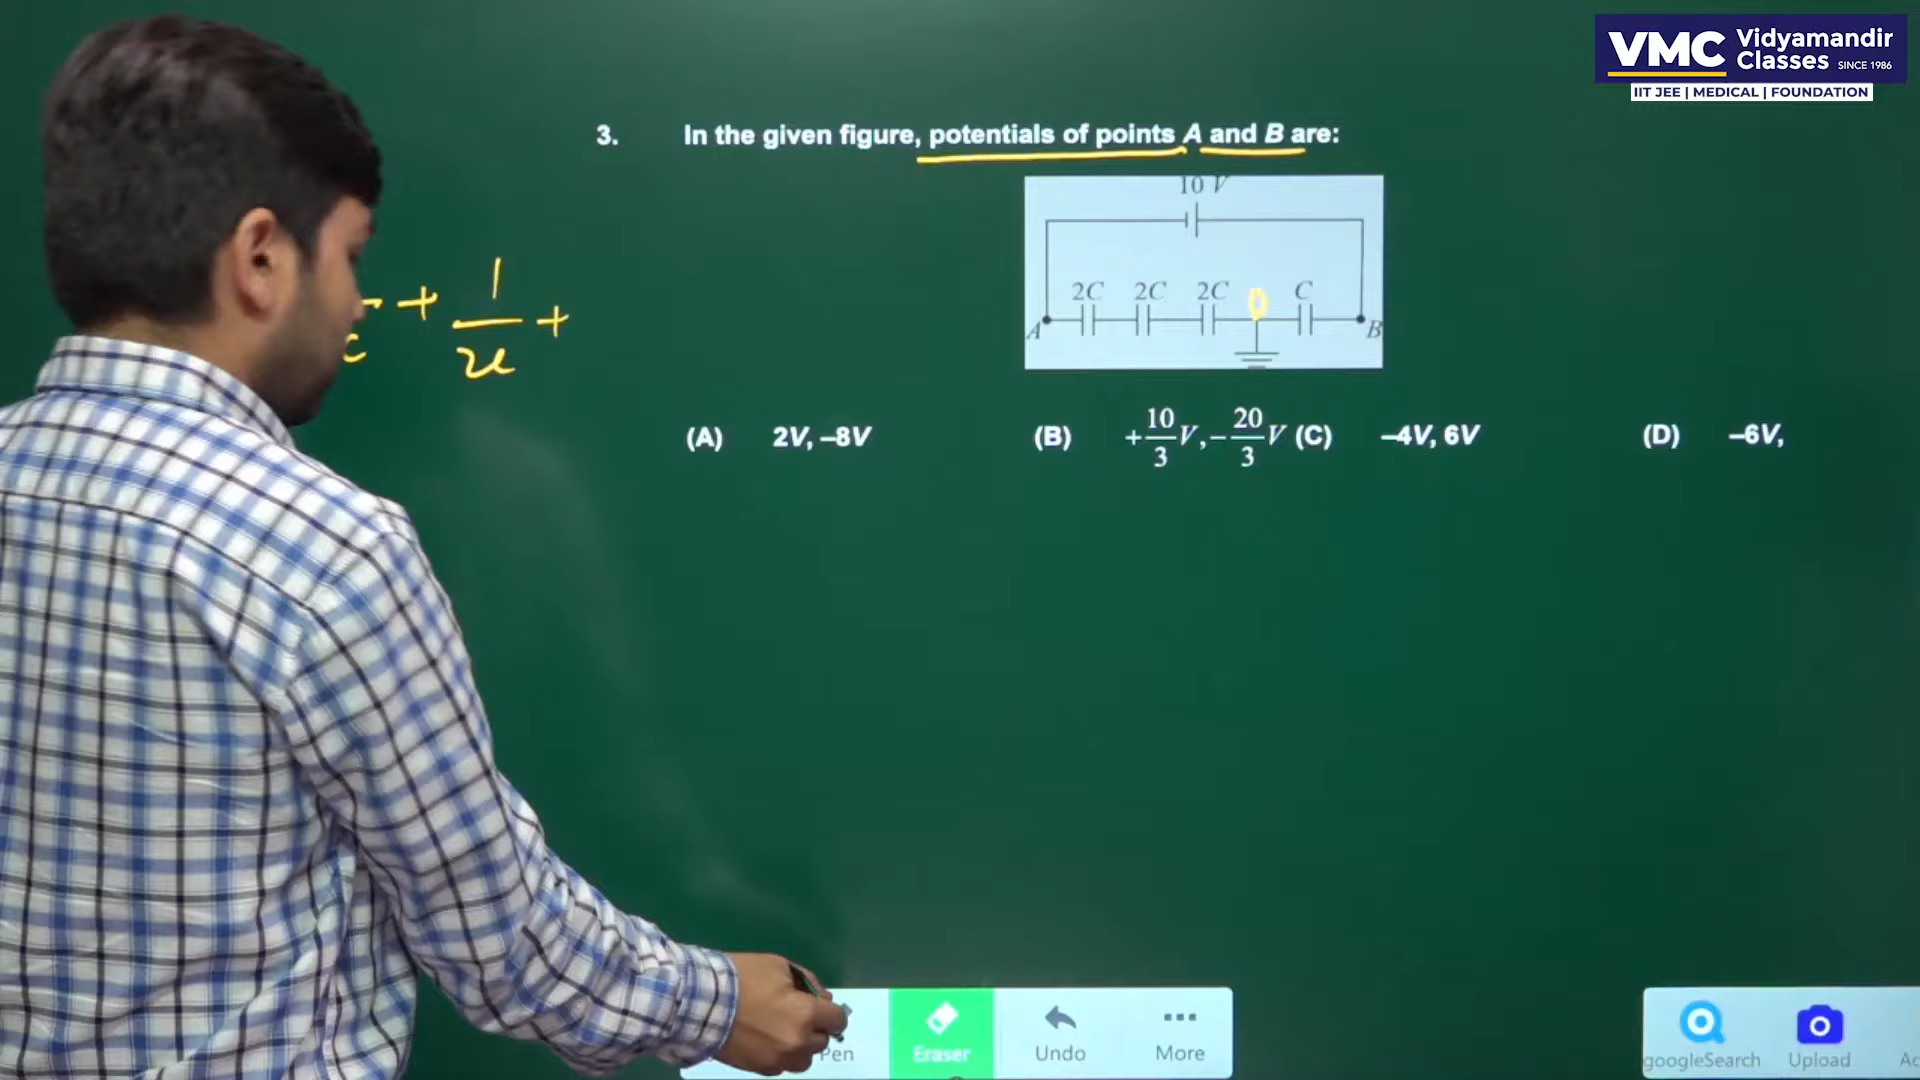 VMC Vidyamandir Classes SINCE 1986
IIT JEE | MEDICAL | FOUNDATION
3. In the given figure, potentials of points A and B are:
10 V
2C 2C 2C 0 C
A B
+ 1/2c +
c
(A) 2V, –8V (B) +10/3 V, –20/3 V (C) –4V, 6V (D) –6V,
Pen Eraser Undo More
googleSearch Upload Ac